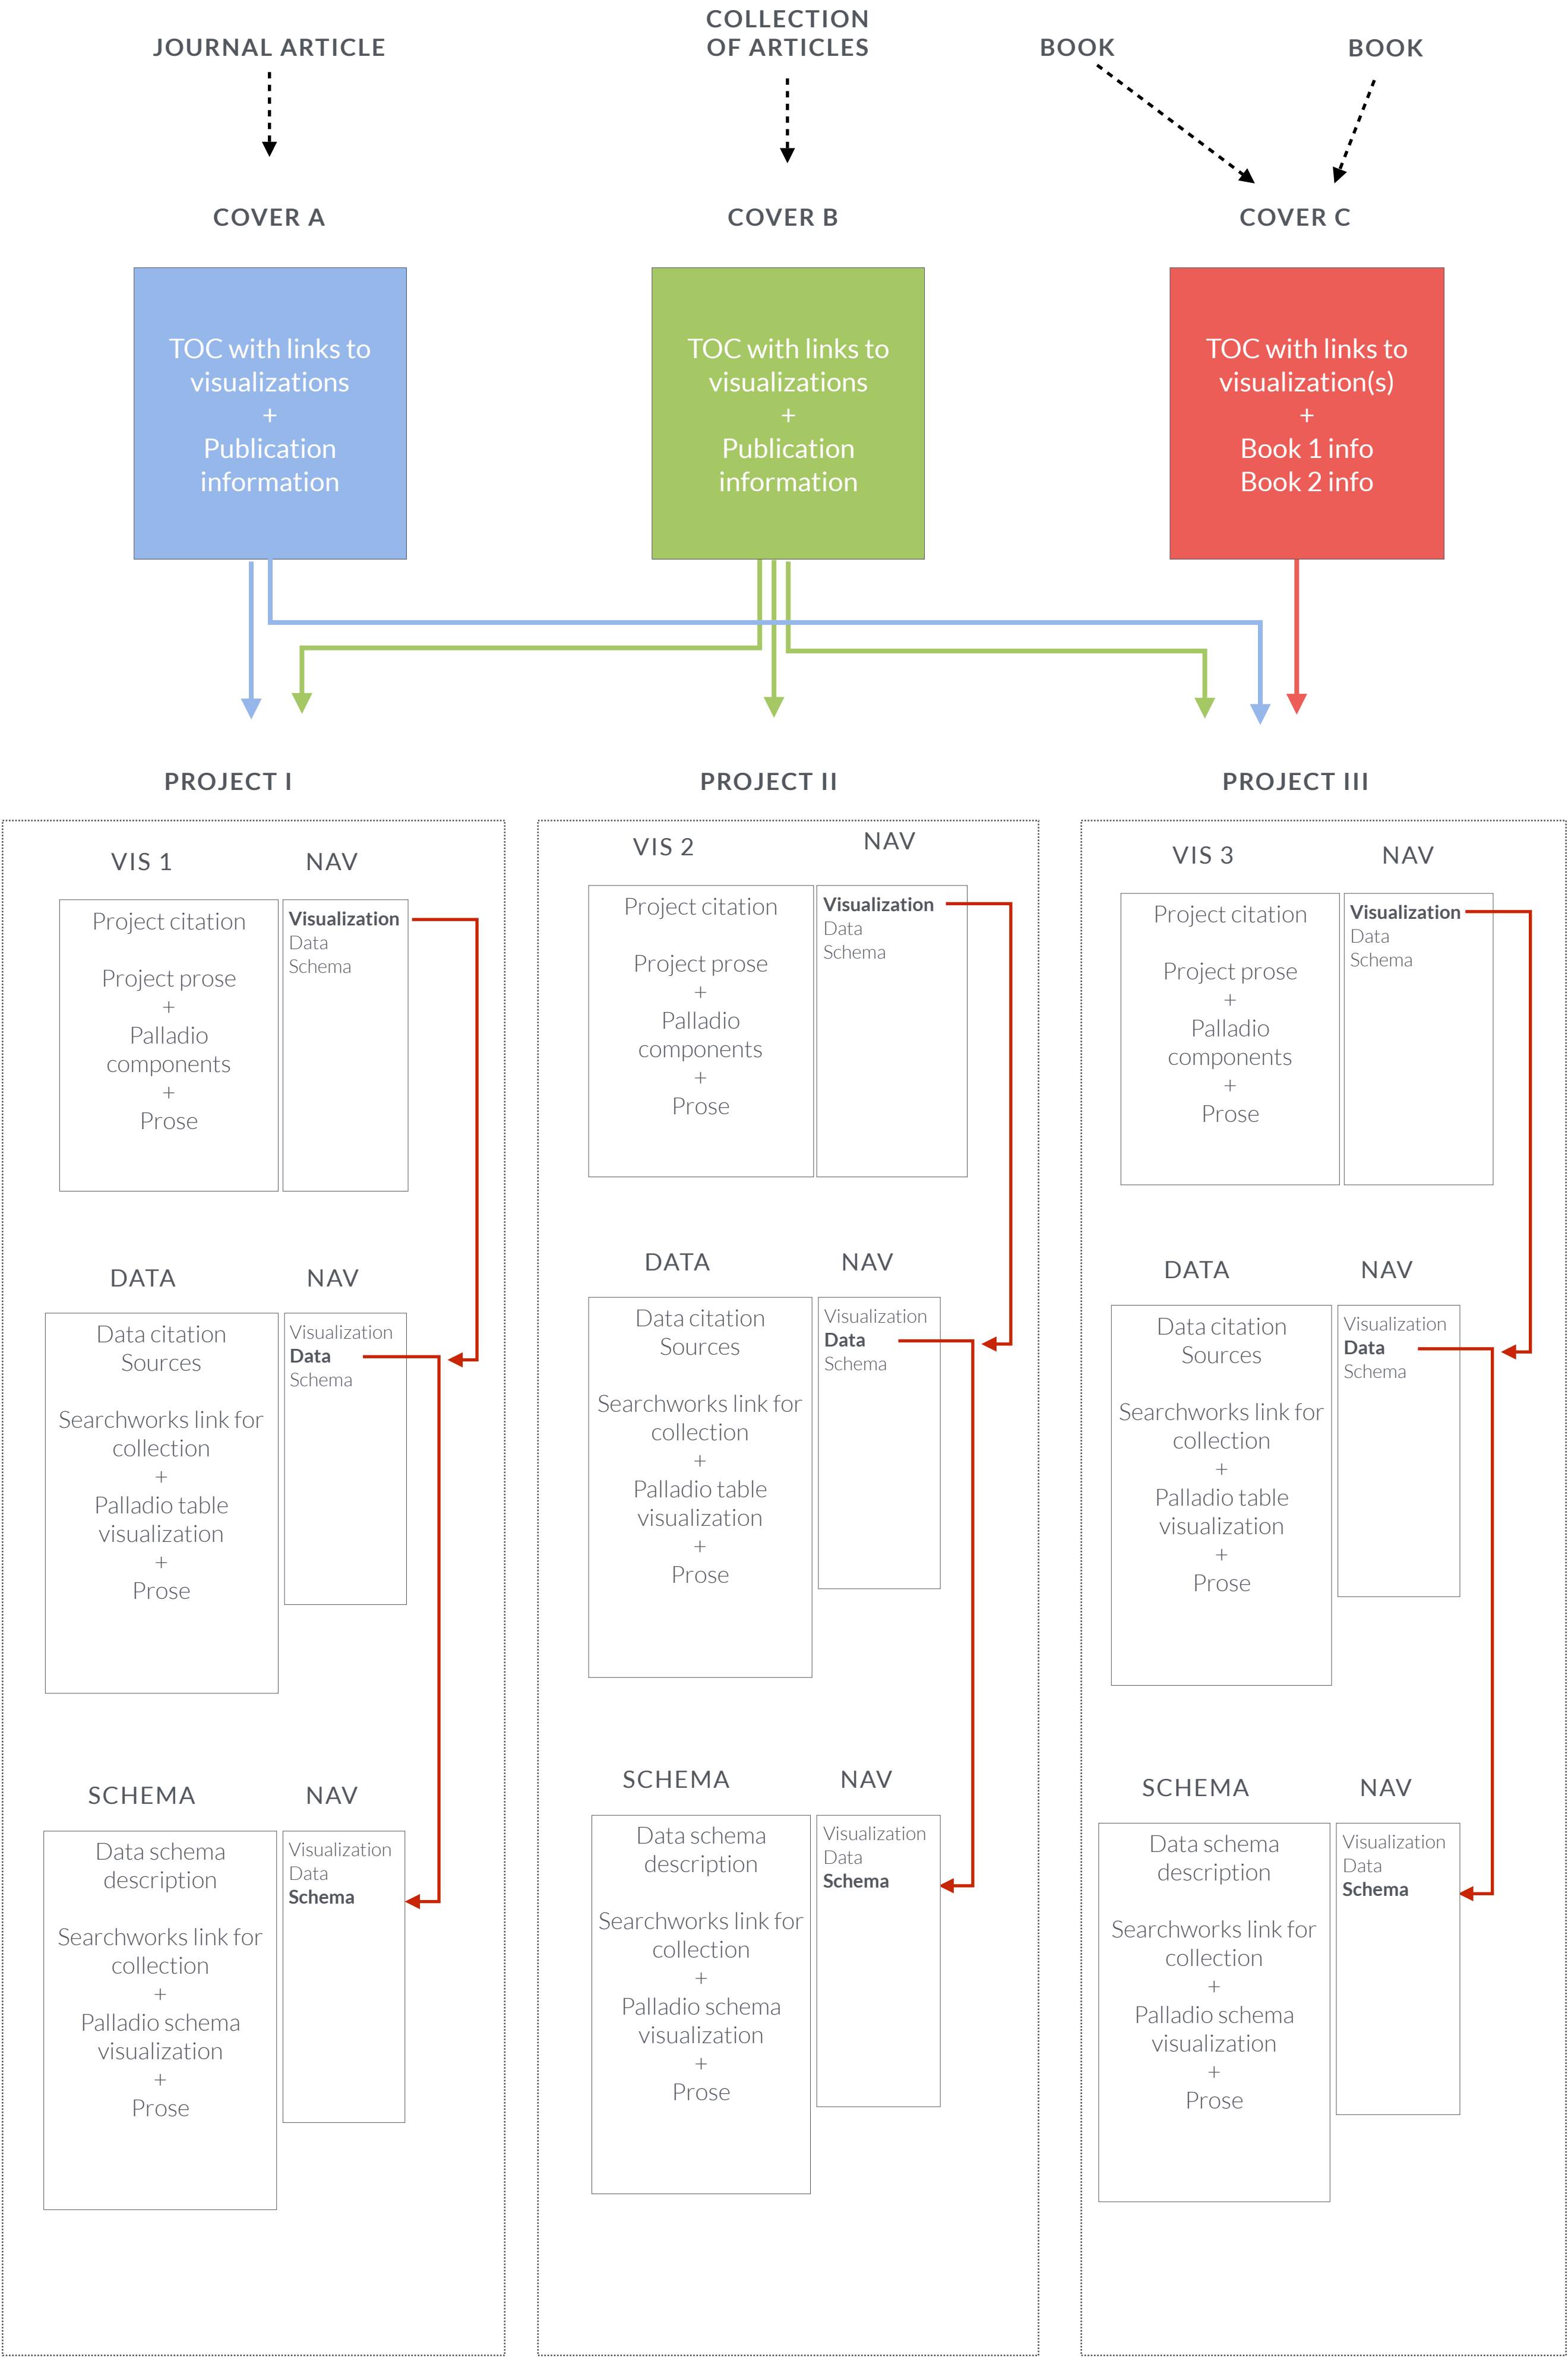 JOURNAL ARTICLE
COLLECTION
OF ARTICLES
BOOK
BOOK
COVER A
COVER B
COVER C
TOC with links to
visualizations
+
Publication
information
TOC with links to
visualizations
+
Publication
information
TOC with links to
visualization(s)
+
Book 1 info
Book 2 info
PROJECT I
VIS 1
NAV
Project citation
Project prose
+
Palladio
components
+
Prose
Visualization
Data
Schema
DATA
NAV
Data citation
Sources
Searchworks link for
collection
+
Palladio table
visualization
+
Prose
Visualization
Data
Schema
SCHEMA
NAV
Data schema
description
Searchworks link for
collection
+
Palladio schema
visualization
+
Prose
Visualization
Data
Schema
PROJECT II
VIS 2
NAV
Project citation
Project prose
+
Palladio
components
+
Prose
Visualization
Data
Schema
DATA
NAV
Data citation
Sources
Searchworks link for
collection
+
Palladio table
visualization
+
Prose
Visualization
Data
Schema
SCHEMA
NAV
Data schema
description
Searchworks link for
collection
+
Palladio schema
visualization
+
Prose
Visualization
Data
Schema
PROJECT III
VIS 3
NAV
Project citation
Project prose
+
Palladio
components
+
Prose
Visualization
Data
Schema
DATA
NAV
Data citation
Sources
Searchworks link for
collection
+
Palladio table
visualization
+
Prose
Visualization
Data
Schema
SCHEMA
NAV
Data schema
description
Searchworks link for
collection
+
Palladio schema
visualization
+
Prose
Visualization
Data
Schema